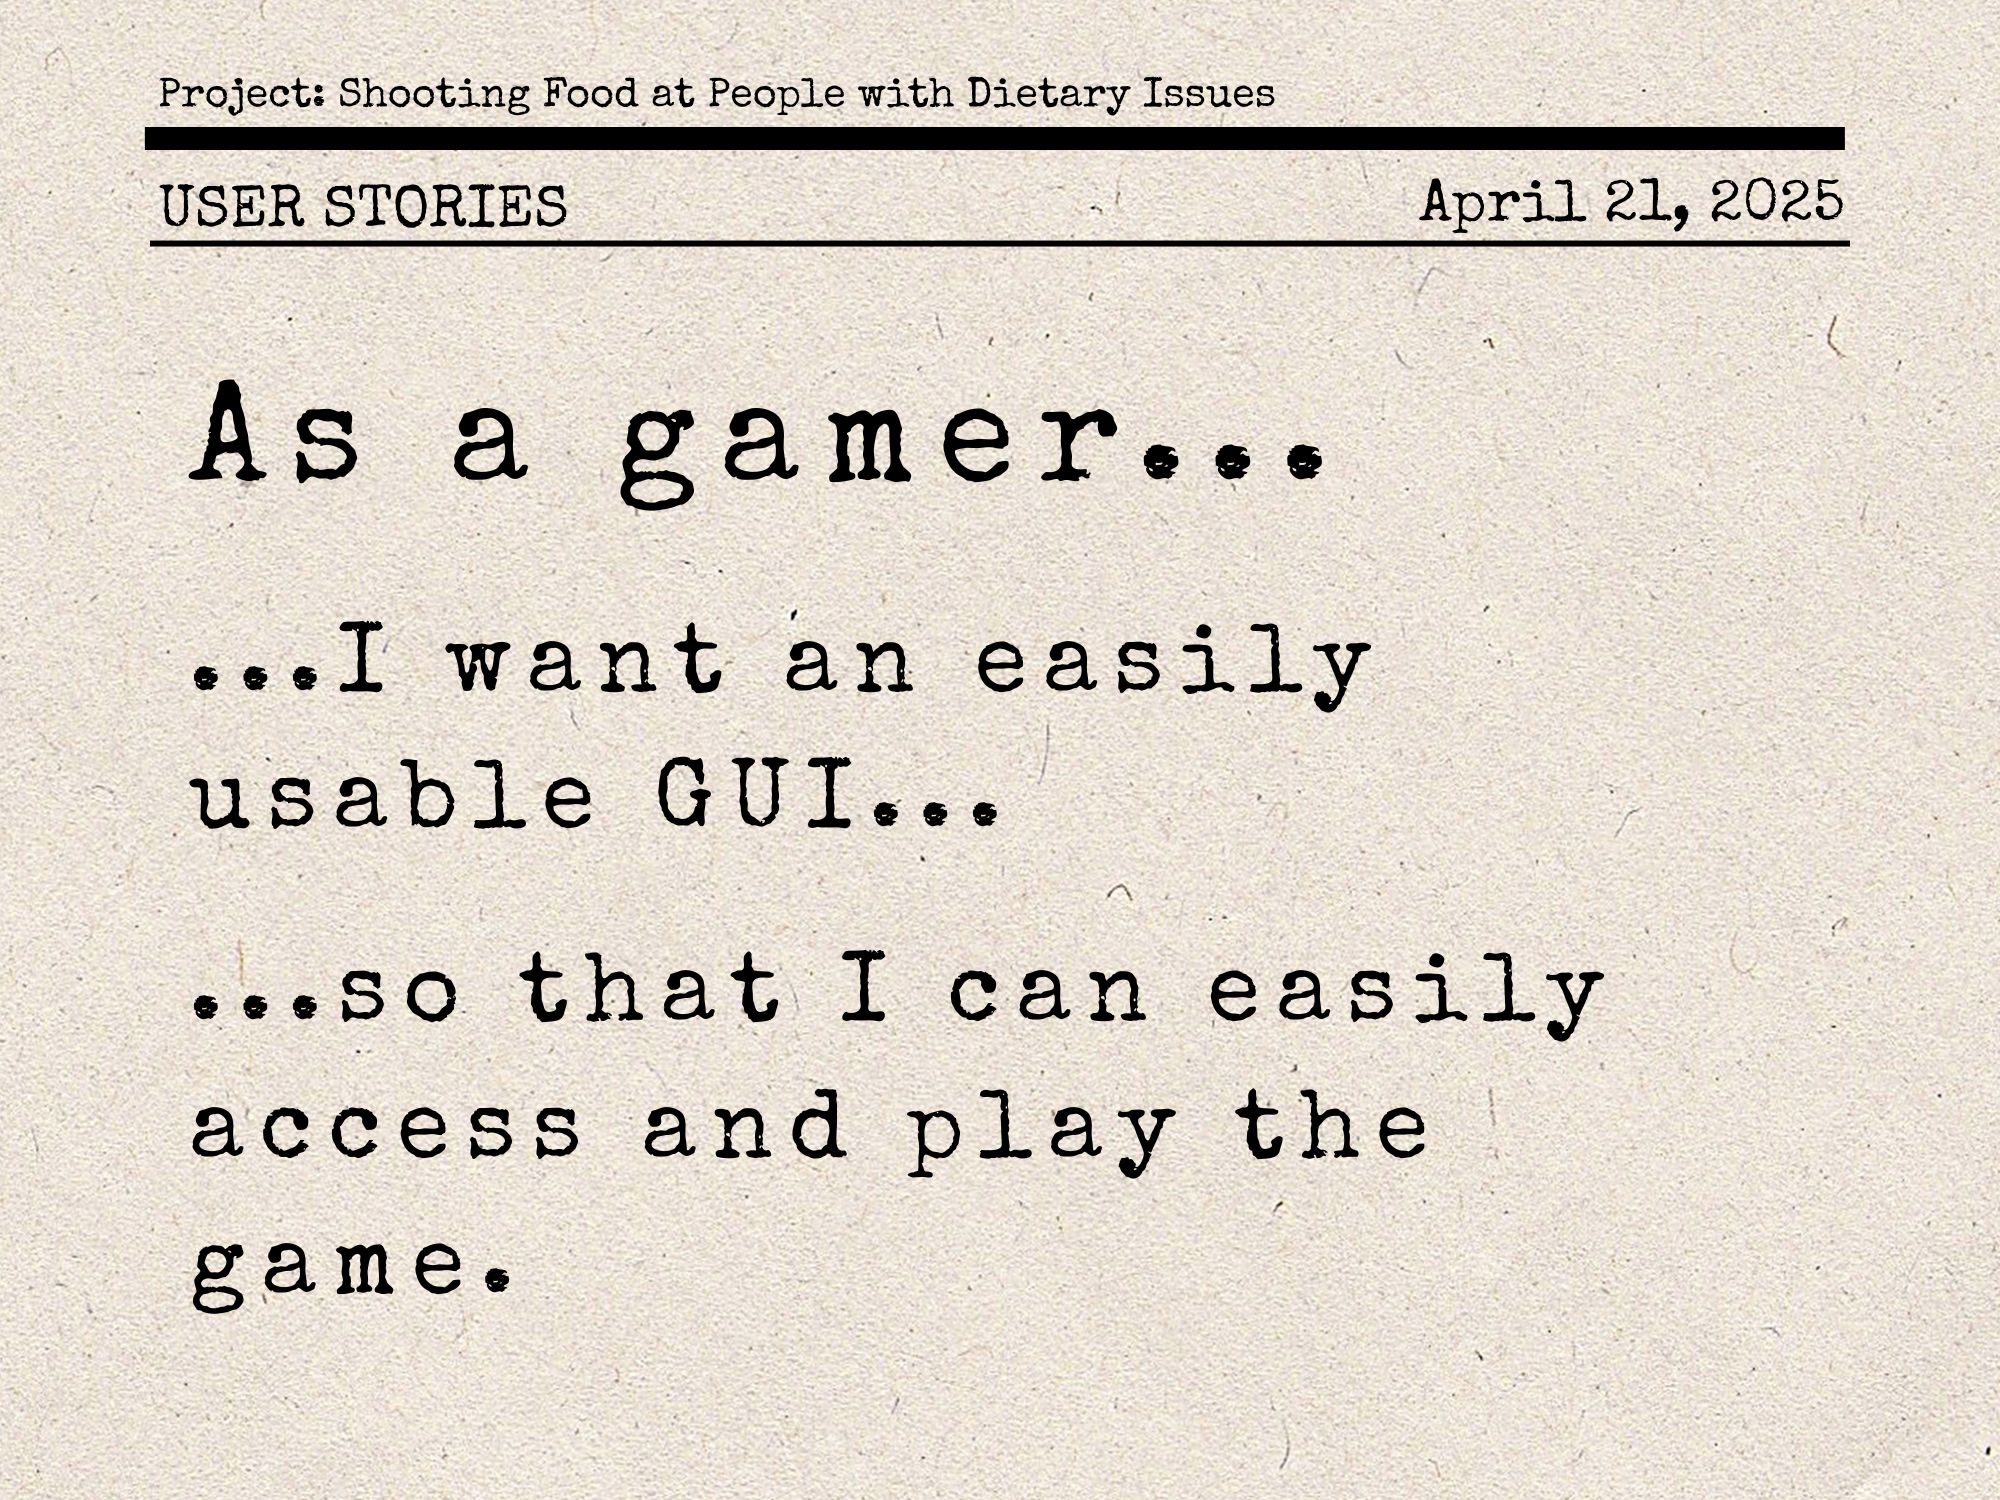 Project: Shooting Food at People with Dietary Issues
USER STORIES
April 21, 2025
As a gamer...
...I want an easily
usable GUI...
...so that I can easily
access and play the
game.